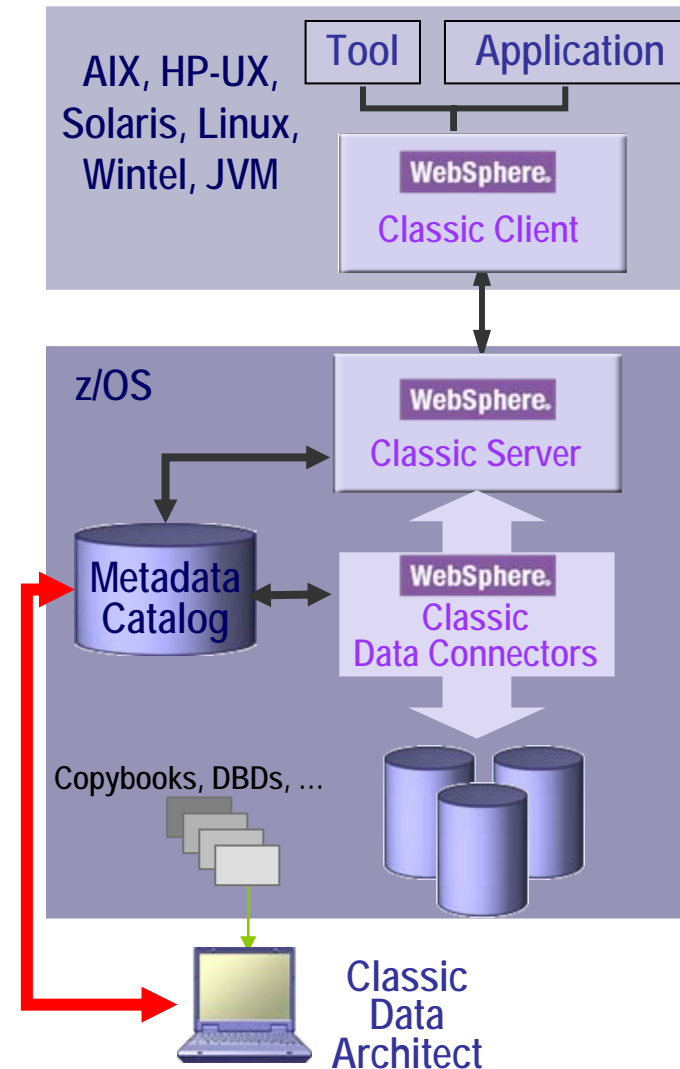 AIX, HP-UX,
Solaris, Linux,
Wintel, JVM
Tool
Application
WebSphere.
Classic Client
z/OS
WebSphere.
Classic Server
Metadata
Catalog
WebSphere.
Classic
Data Connectors
Copybooks, DBDs, ...
Classic
Data
Architect